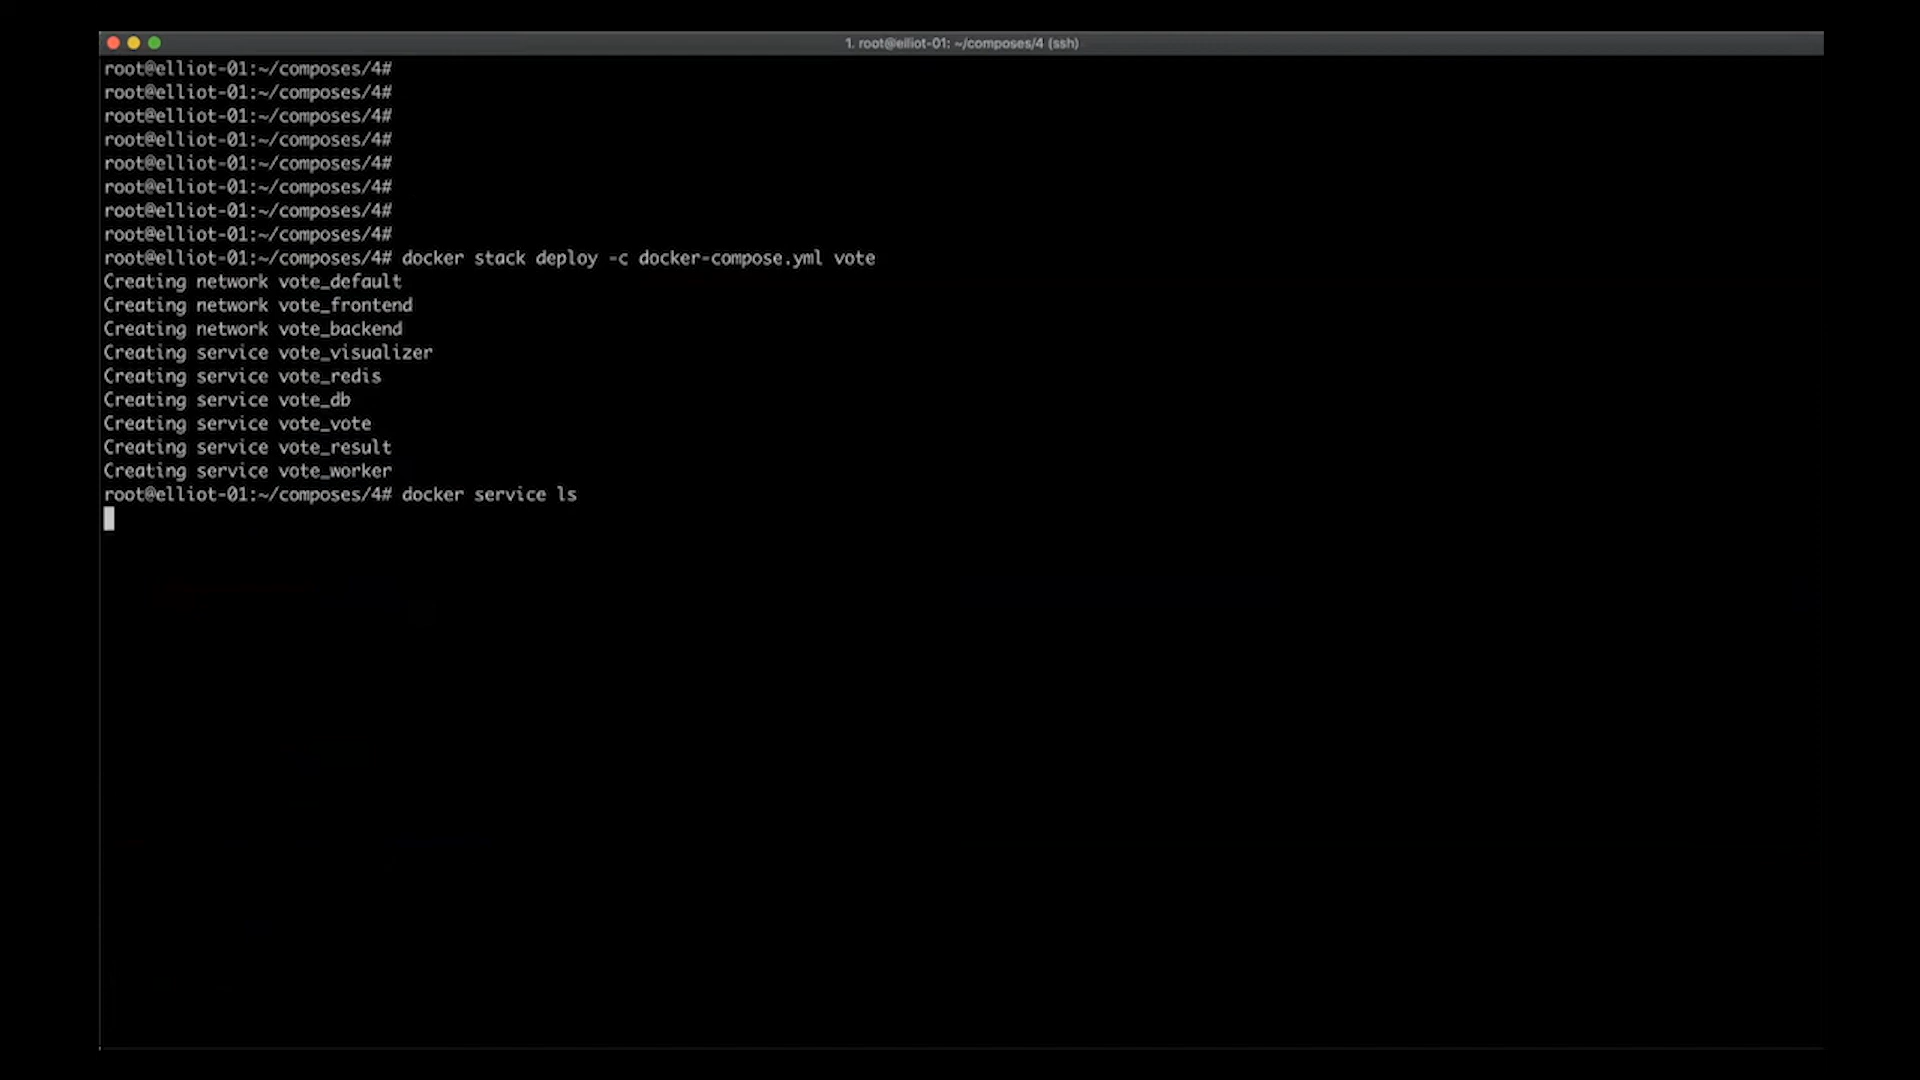 1. root@elliot-01: ~/composes/4 (ssh)
root@elliot-01:~/composes/4#
root@elliot-01:~/composes/4#
root@elliot-01:~/composes/4#
root@elliot-01:~/composes/4#
root@elliot-01:~/composes/4#
root@elliot-01:~/composes/4#
root@elliot-01:~/composes/4#
root@elliot-01:~/composes/4#
root@elliot-01:~/composes/4# docker stack deploy -c docker-compose.yml vote
Creating network vote_default
Creating network vote_frontend
Creating network vote_backend
Creating service vote_visualizer
Creating service vote_redis
Creating service vote_db
Creating service vote_vote
Creating service vote_result
Creating service vote_worker
root@elliot-01:~/composes/4# docker service ls